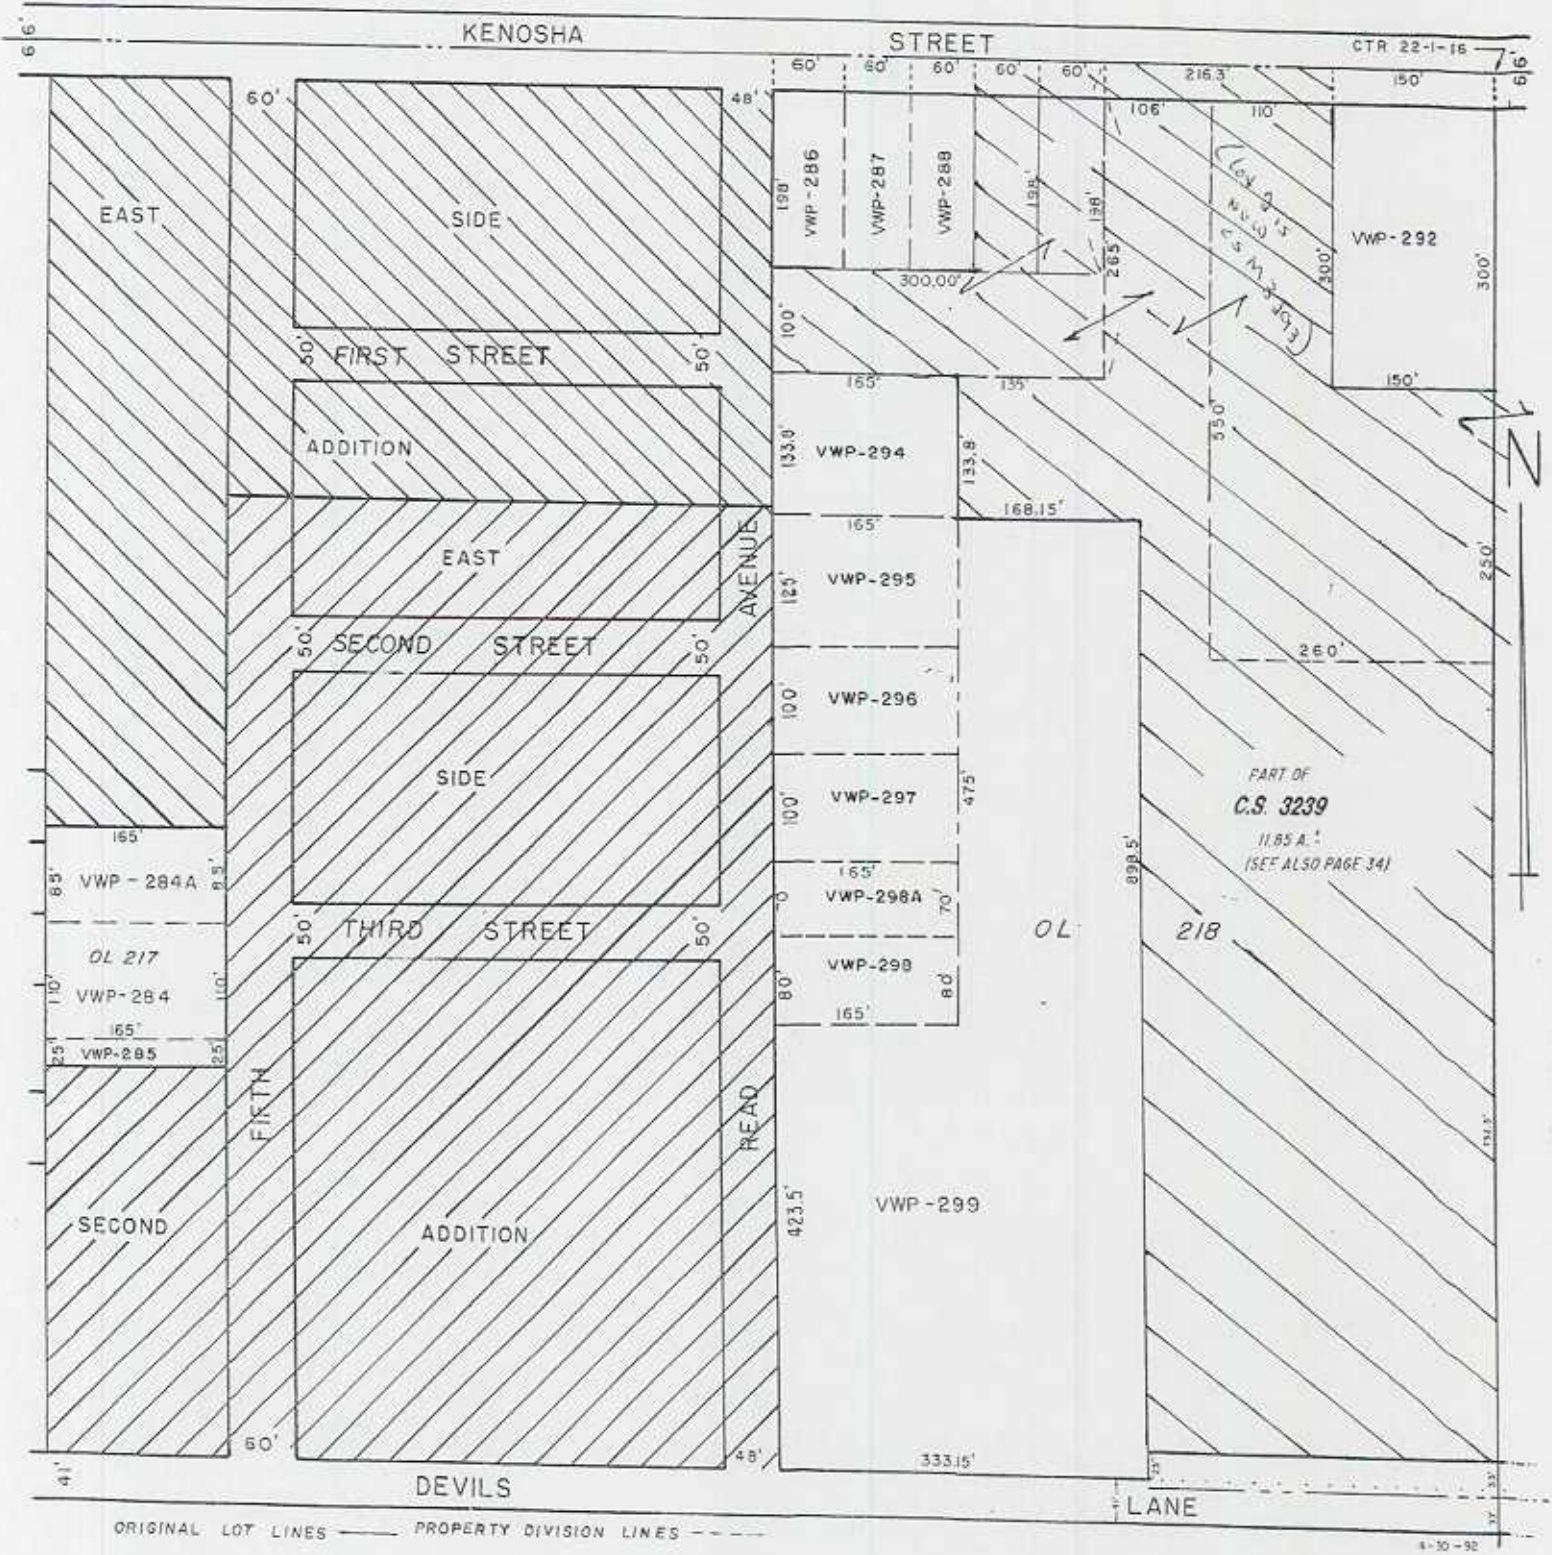 KENOSHA STREET
CTR 22-1-16
66'
66'
60' 60' 60' 60' 60' 216.3' 150'
60' 48' 106' 110'
EAST
SIDE
198'
VWP-286
VWP-287
VWP-288
198'
198'
265'
300'
VWP-292
300'
300.00'
100'
50' FIRST STREET 50'
165' 135' 150'
ADDITION
133.8'
VWP-294
133.8'
550'
N
168.15'
165'
EAST
AVENUE
125'
VWP-295
250'
50' SECOND STREET 50'
260'
100'
VWP-296
SIDE
100'
VWP-297
475'
PART OF
C.S. 3239
11.85 A.±
(SEE ALSO PAGE 34)
898.5'
165'
85' VWP-284A 85'
165'
VWP-298A 70'
50' THIRD STREET 50'
OL 218
OL 217
110' VWP-284 110'
80' VWP-298 80'
165'
165'
25' VWP-285 25'
FIFTH
READ
SECOND
ADDITION
423.5'
VWP-299
60' 48'
333.15'
41'
DEVILS LANE
33'
ORIGINAL LOT LINES PROPERTY DIVISION LINES
4-30-92